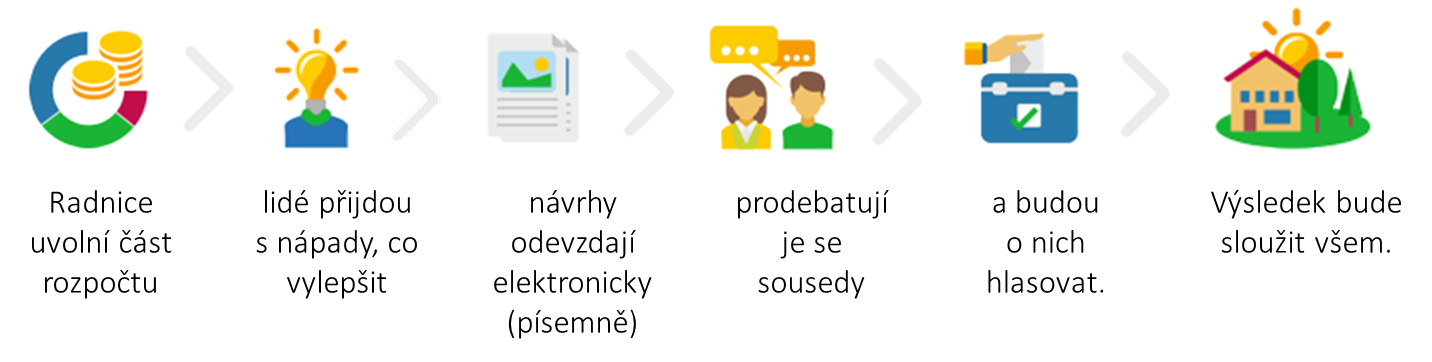 Radnice
uvolní část
rozpočtu
lidé přijdou
s nápady, co
vylepšit
návrhy
odevzdají
elektronicky
(písemně)
prodebatují
je se
sousedy
a budou
o nich
hlasovat.
Výsledek bude
sloužit všem.